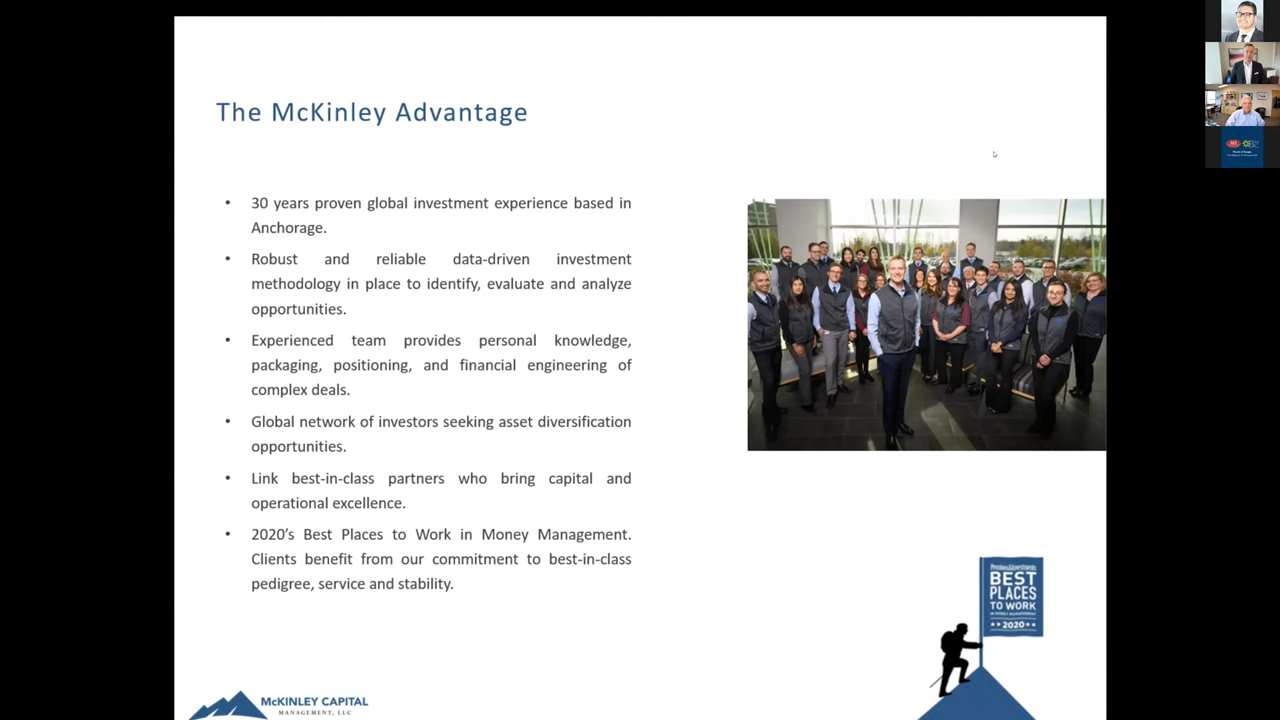 The McKinley Advantage
• 30 years proven global investment experience based in
Anchorage.
• Robust and reliable data-driven investment
methodology in place to identify, evaluate and analyze
opportunities.
• Experienced team provides personal knowledge,
packaging, positioning, and financial engineering of
complex deals.
• Global network of investors seeking asset diversification
opportunities.
• Link best-in-class partners who bring capital and
operational excellence.
• 2020's Best Places to Work in Money Management.
Clients benefit from our commitment to best-in-class
pedigree, service and stability.
BEST
PLACES
TO WORK
IN MONEY MANAGEMENT
2020
McKINLEY CAPITAL
MANAGEMENT, LLC